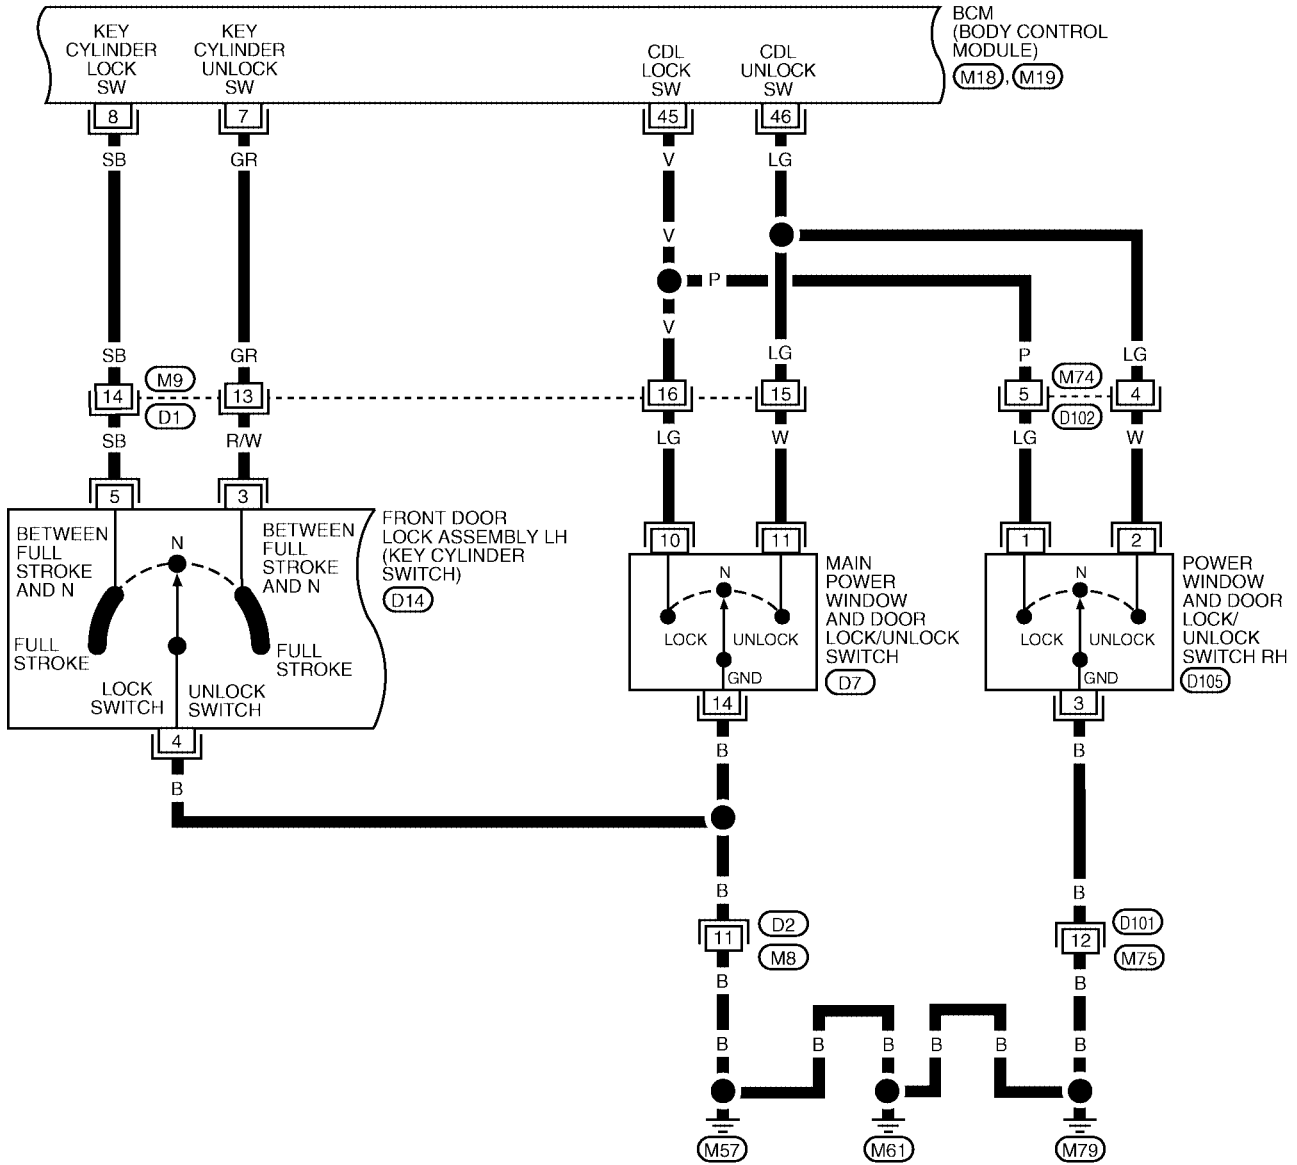 BCM
(BODY CONTROL
MODULE)
M18, M19
KEY
CYLINDER
LOCK
SW
KEY
CYLINDER
UNLOCK
SW
CDL
LOCK
SW
CDL
UNLOCK
SW
8
7
45
46
SB
GR
V
LG
V
P
V
SB
GR
LG
P
LG
14
M9
D1
13
16
15
5
M74
D102
4
SB
R/W
LG
W
LG
W
5
3
10
11
1
2
BETWEEN
FULL
STROKE
AND N
N
BETWEEN
FULL
STROKE
AND N
FULL
STROKE
FULL
STROKE
LOCK
SWITCH
UNLOCK
SWITCH
FRONT DOOR
LOCK ASSEMBLY LH
(KEY CYLINDER
SWITCH)
D14
N
LOCK
UNLOCK
GND
MAIN
POWER
WINDOW
AND DOOR
LOCK/UNLOCK
SWITCH
D7
N
LOCK
UNLOCK
GND
POWER
WINDOW
AND DOOR
LOCK/
UNLOCK
SWITCH RH
D105
4
14
3
B
B
B
B
B
11
D2
M8
12
D101
M75
B
B
B
B
B
B
B
B
M57
M61
M79